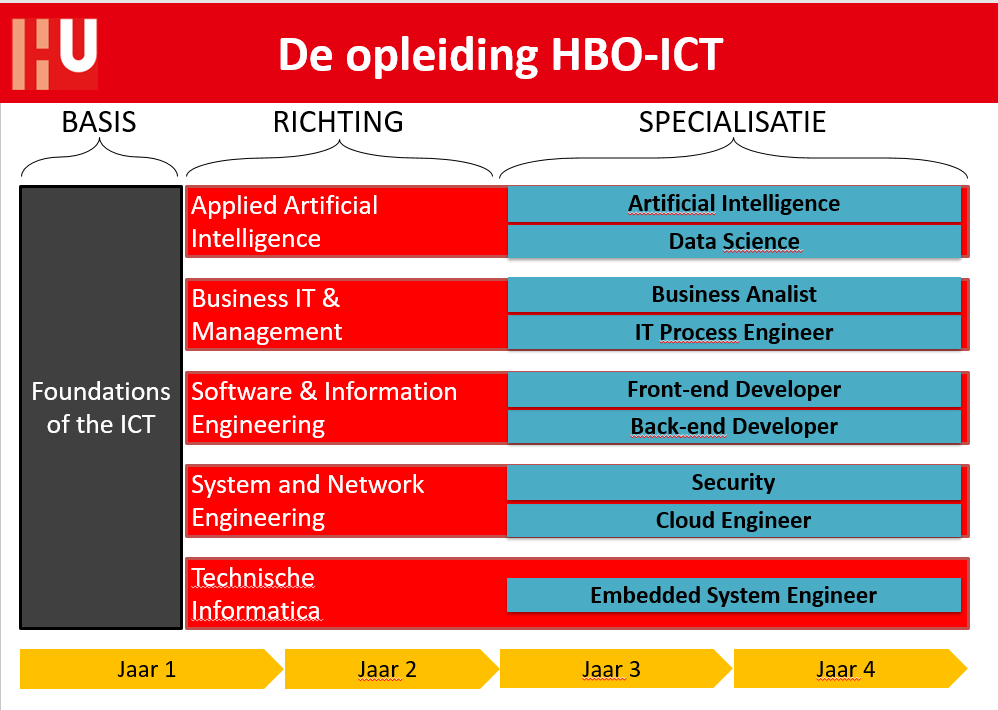 HU
De opleiding HBO-ICT
BASIS
RICHTING
SPECIALISATIE
Foundations
of the ICT
Applied Artificial
Intelligence
Artificial Intelligence
Data Science
Business IT &
Management
Business Analist
IT Process Engineer
Software & Information
Engineering
Front-end Developer
Back-end Developer
System and Network
Engineering
Security
Cloud Engineer
Technische
Informatica
Embedded System Engineer
Jaar 1
Jaar 2
Jaar 3
Jaar 4